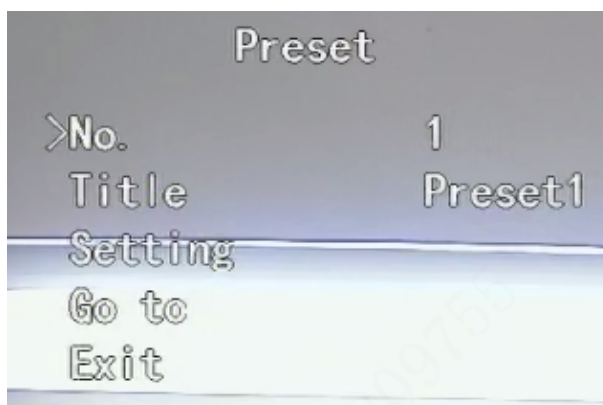 Preset
>No. 1
Title Preset1
Setting
Go to
Exit